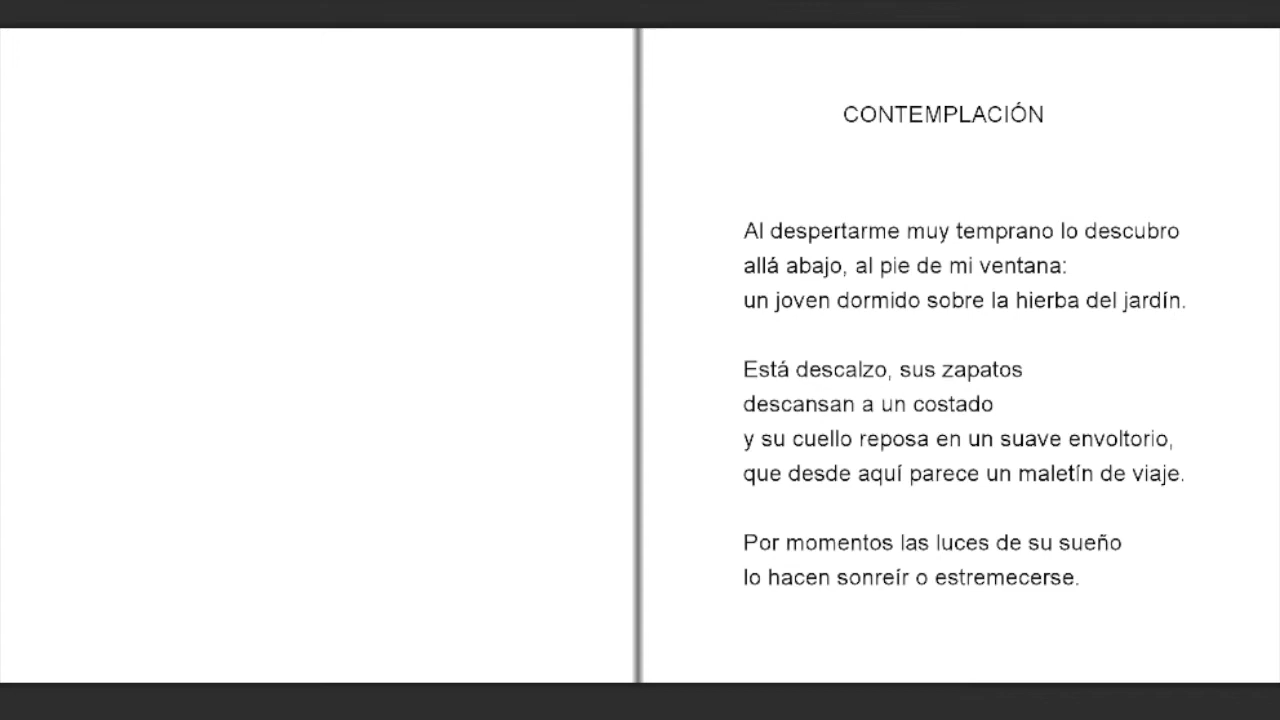 CONTEMPLACIÓN
Al despertarme muy temprano lo descubro
allá abajo, al pie de mi ventana:
un joven dormido sobre la hierba del jardín.
Está descalzo, sus zapatos
descansan a un costado
y su cuello reposa en un suave envoltorio,
que desde aquí parece un maletín de viaje.
Por momentos las luces de su sueño
lo hacen sonreír o estremecerse.